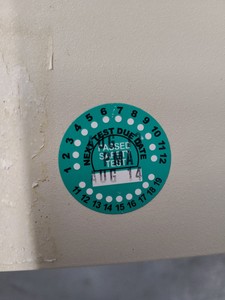 1 2 3 4 5 6 7 8 9 10 11 12
NEXT TEST DUE DATE
PASSED
SAFETY
TEST
AUG 14
11 12 13 14 15 16 17 18 19